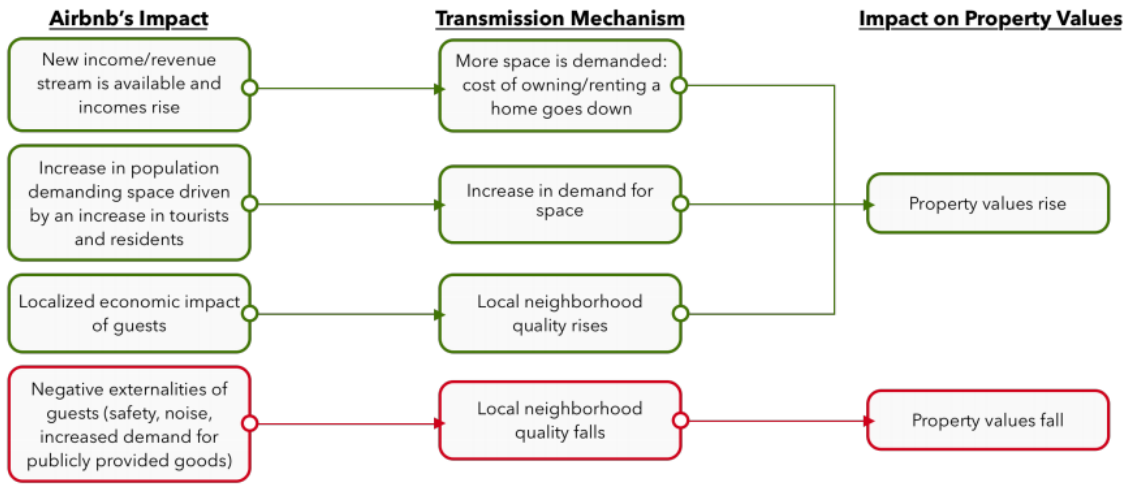 Airbnb's Impact
Transmission Mechanism
Impact on Property Values
New income/revenue
stream is available and
incomes rise
More space is demanded:
cost of owning/renting a
home goes down
Increase in population
demanding space driven
by an increase in tourists
and residents
Increase in demand for
space
Property values rise
Localized economic impact
of guests
Local neighborhood
quality rises
Negative externalities of
guests (safety, noise,
increased demand for
publicly provided goods)
Local neighborhood
quality falls
Property values fall